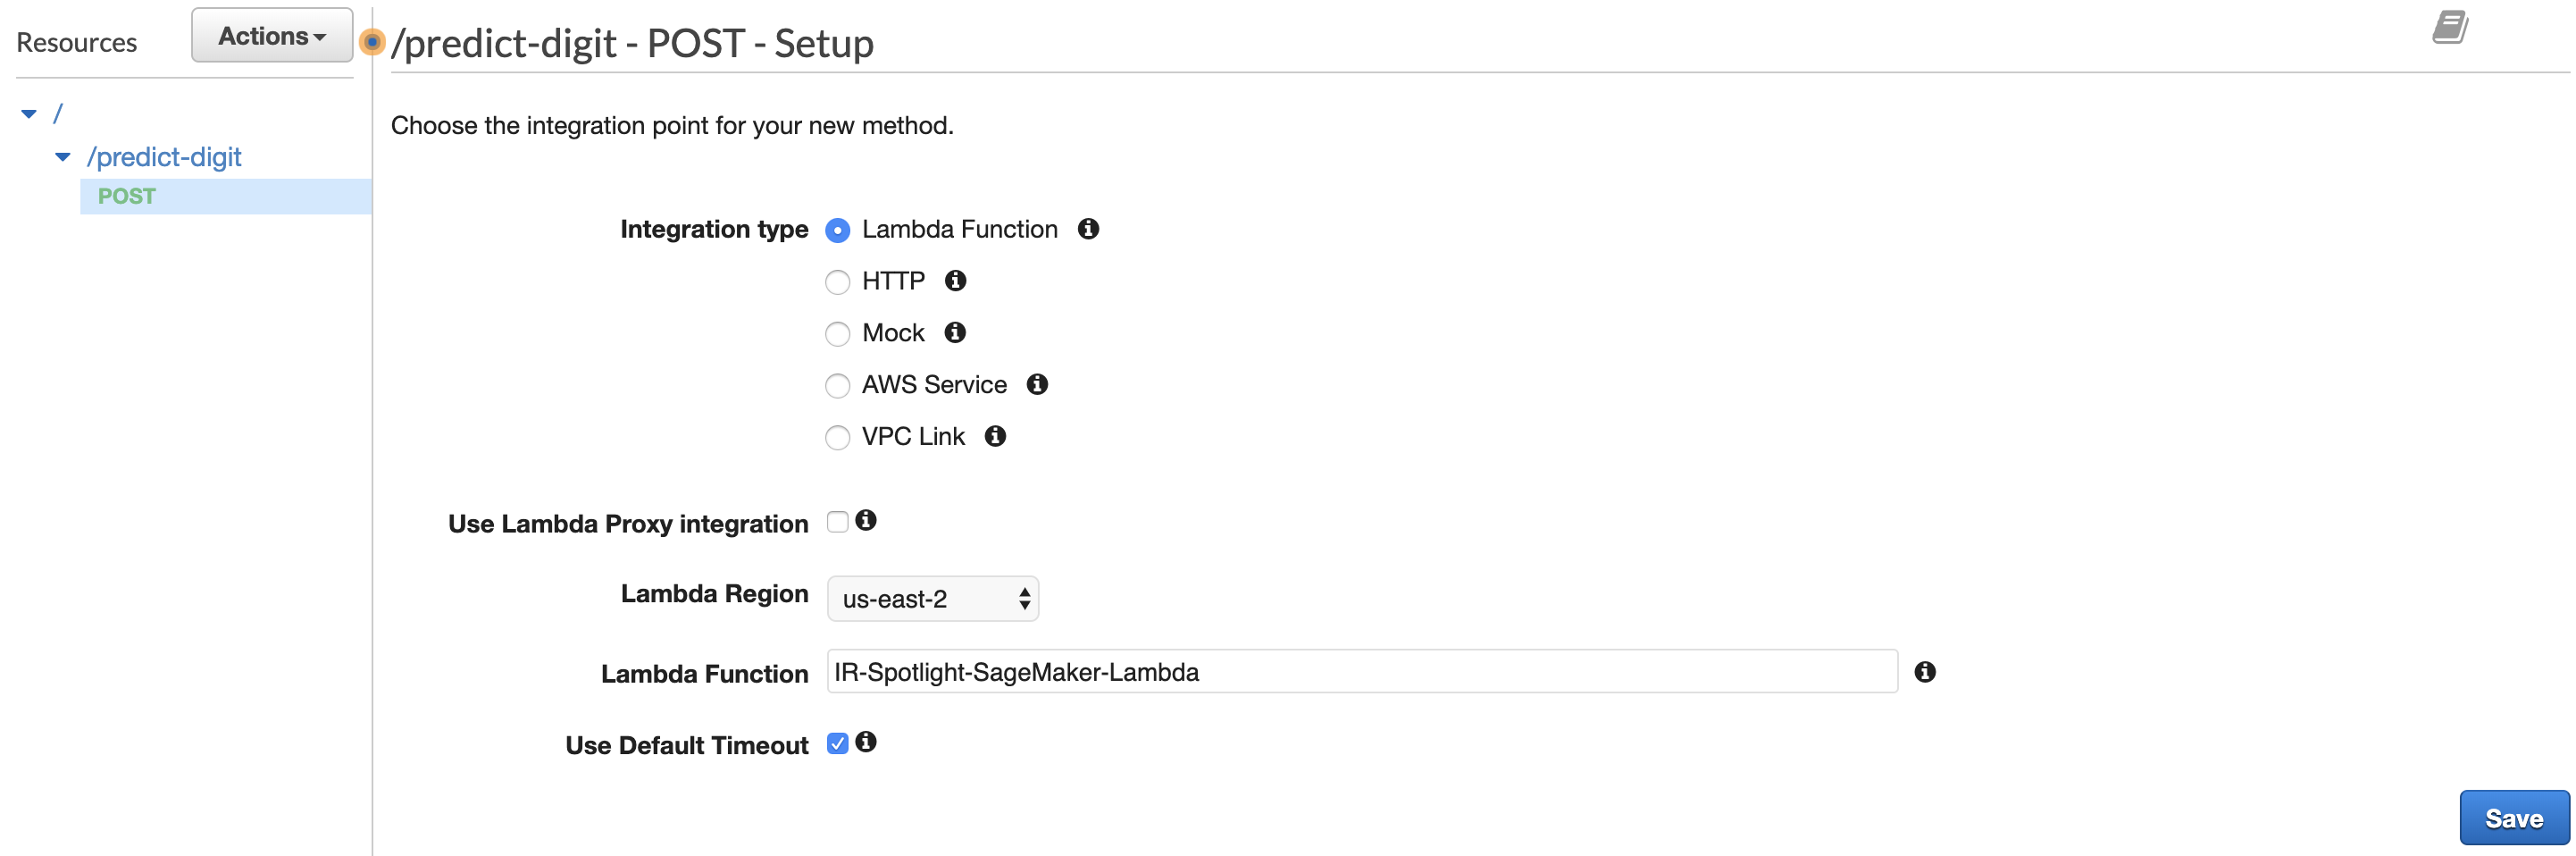 Resources
Actions
/predict-digit - POST - Setup
/
/predict-digit
POST
Choose the integration point for your new method.
Integration type
Lambda Function
HTTP
Mock
AWS Service
VPC Link
Use Lambda Proxy integration
Lambda Region
us-east-2
Lambda Function
IR-Spotlight-SageMaker-Lambda
Use Default Timeout
Save